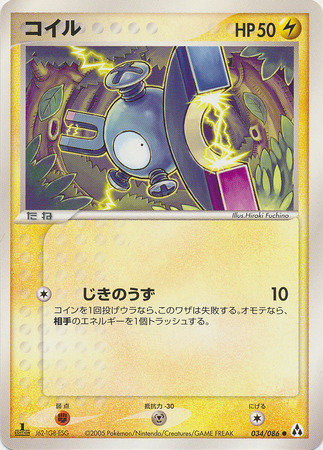 コイル HP50
たね
Illus.Hiroki Fuchino
じきのうず 10
コインを1回投げウラなら、このワザは失敗する。オモテなら、
相手のエネルギーを1個トラッシュする。
弱点 抵抗力 -30 にげる
1 EDITION ©2005 Pokémon/Nintendo/Creatures/GAME FREAK 034/086